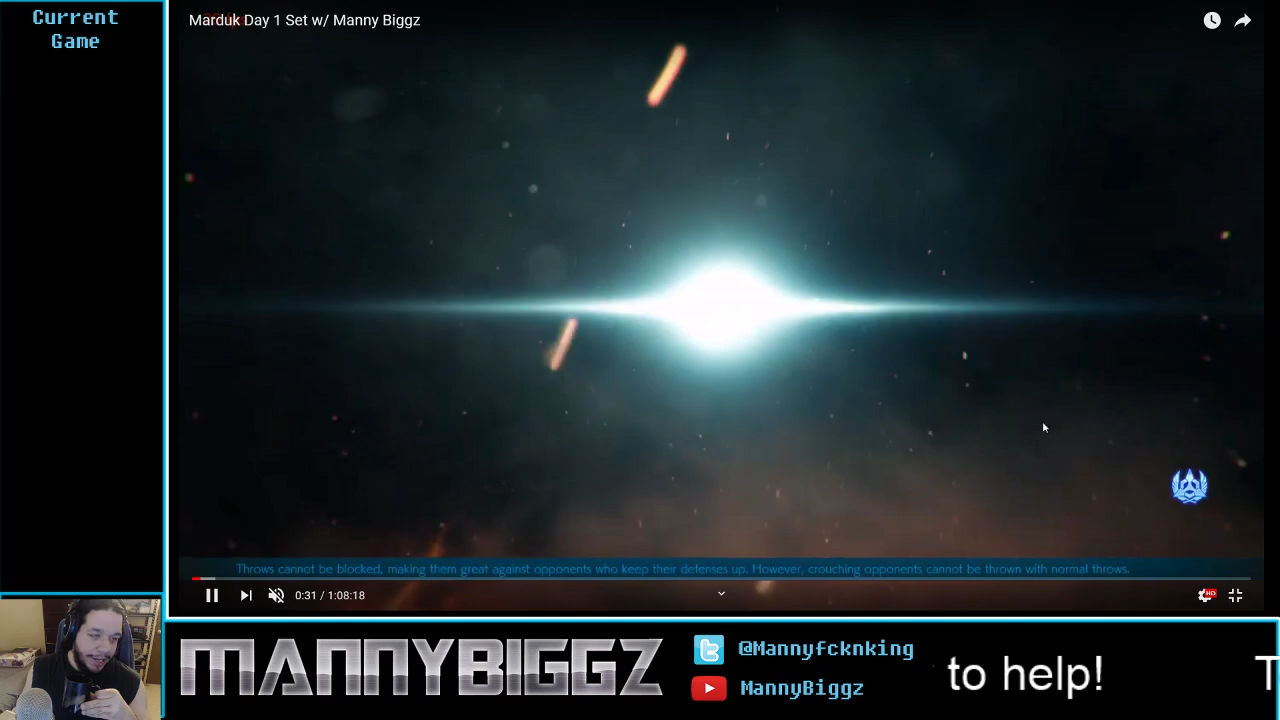 Current
Game
Marduk Day 1 Set w/ Manny Biggz
Throws cannot be blocked, making them great against opponents who keep their defenses up. However, crouching opponents cannot be thrown with normal throws.
0:31 / 1:08:18
HD
MANNYBIGGZ
@Mannyfcknking
MannyBiggz
to help!
T